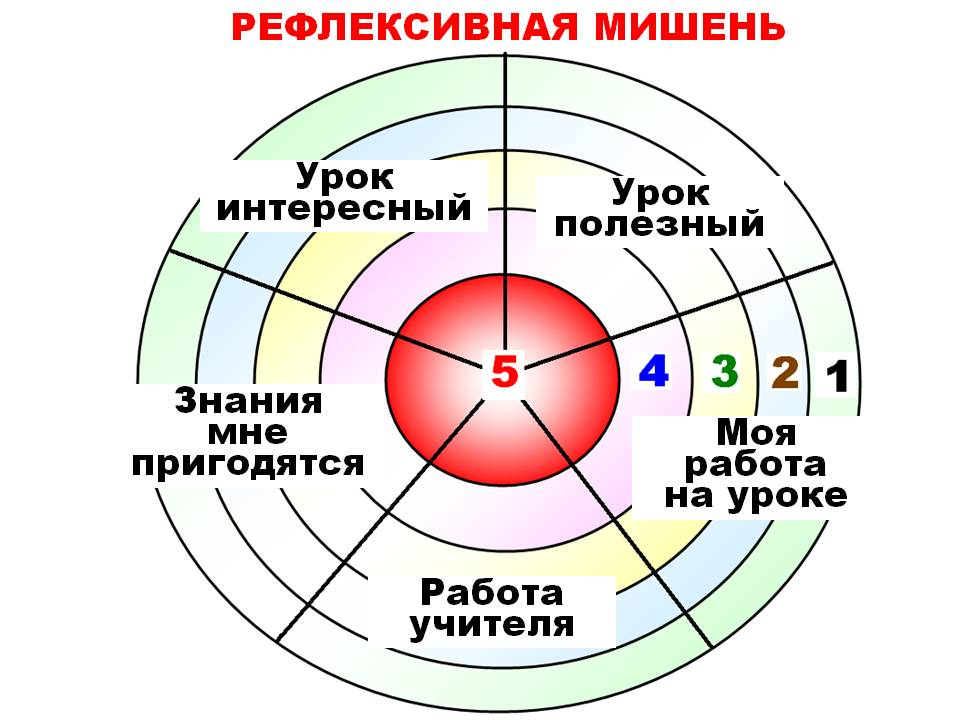 РЕФЛЕКСИВНАЯ МИШЕНЬ
Урок
интересный
Урок
полезный
5
4
3
2
1
Знания
мне
пригодятся
Моя
работа
на уроке
Работа
учителя